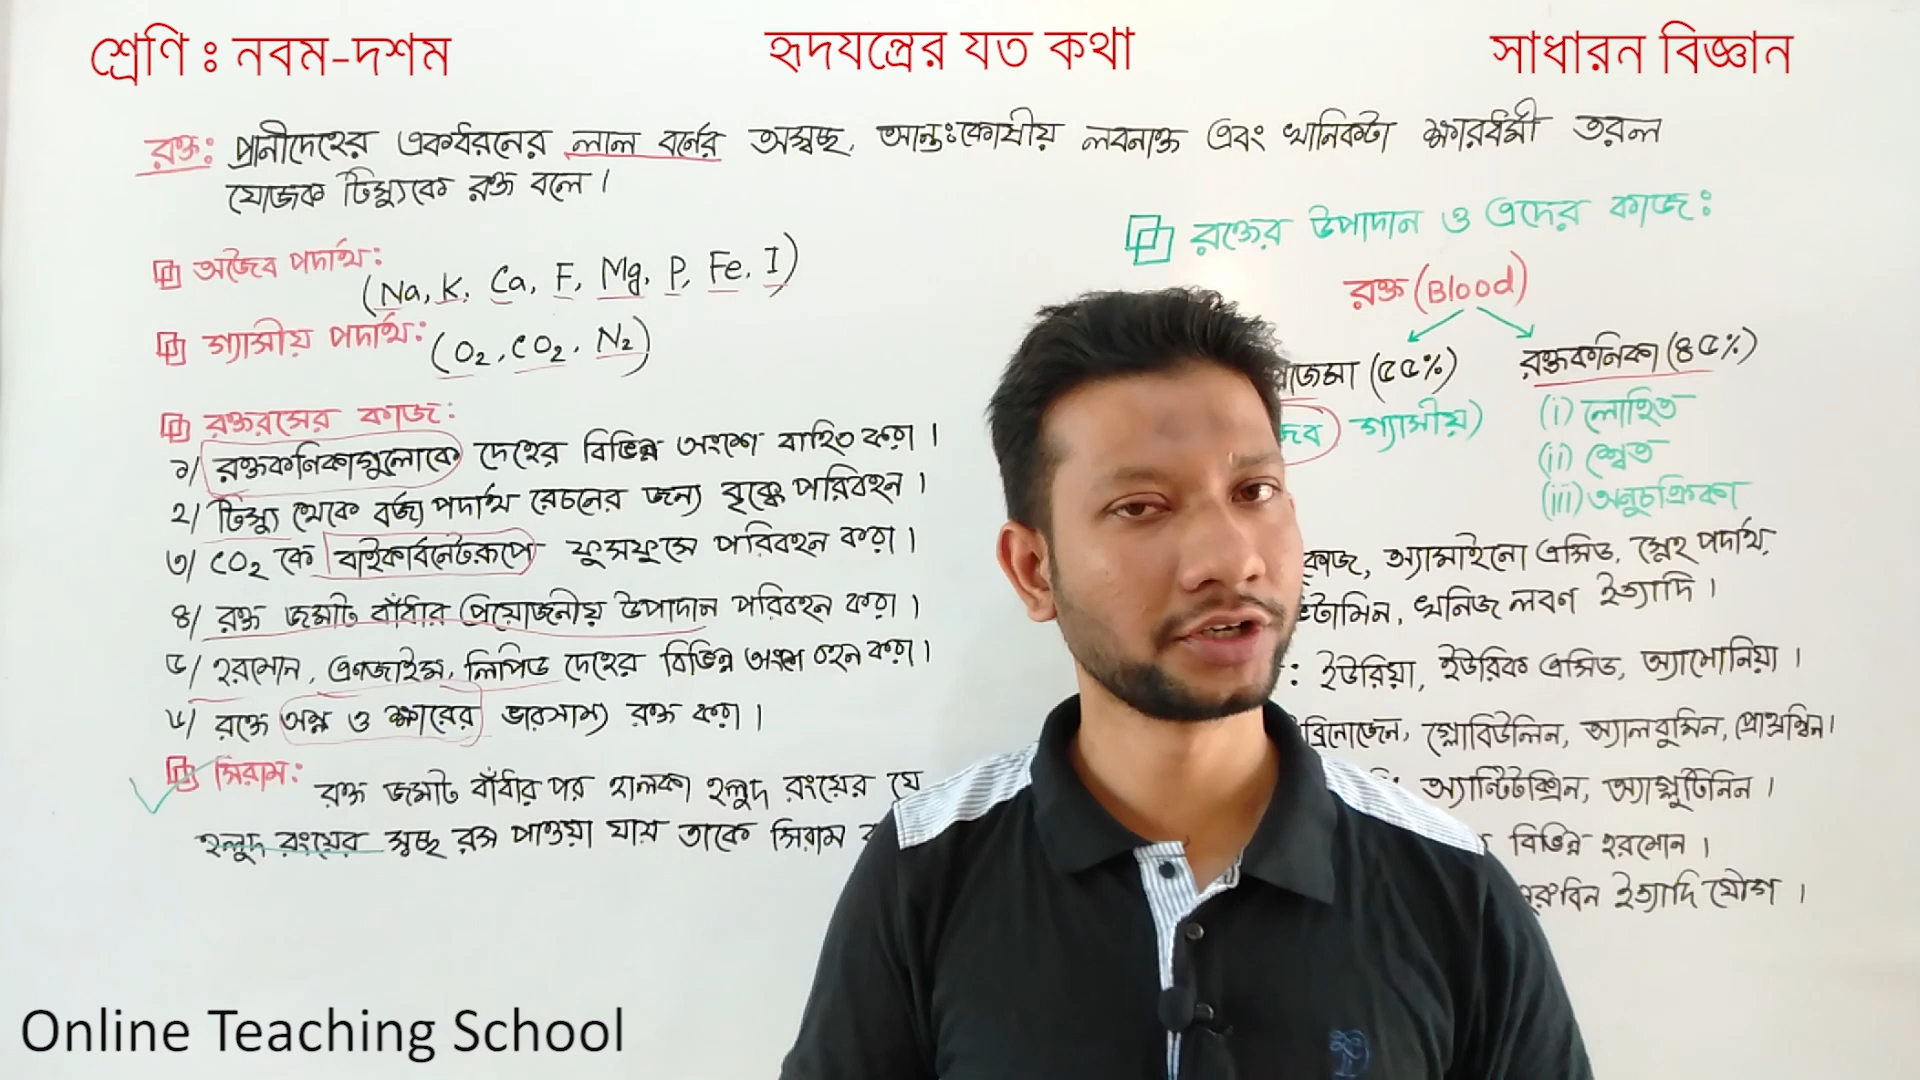 শ্রেণি ঃ নবম-দশম
হৃদযন্ত্রের যত কথা
সাধারন বিজ্ঞান
রক্ত: প্রানীদেহের একধরনের লাল বর্নের অস্বচ্ছ, আন্তঃকোষীয় লবনাক্ত এবং খানিকটা ক্ষারধর্মী তরল
যোজক টিস্যুকে রক্ত বলে।
অজৈব পদার্থ:
(Na, K, Ca, F, Mg, P, Fe, I)
গ্যাসীয় পদার্থ:
(O₂, CO₂, N₂)
রক্তরসের কাজ:
১/ রক্তকণিকাগুলোকে দেহের বিভিন্ন অংশে বাহিত করা।
২/ টিস্যু থেকে বর্জ্য পদার্থ রেচনের জন্য বৃক্কে পরিবহন।
৩/ CO₂ কে বাইকার্বনেটরূপে ফুসফুসে পরিবহন করা।
৪/ রক্ত জমাট বাঁধার প্রয়োজনীয় উপাদান পরিবহন করা।
৫/ হরমোন, এনজাইম, লিপিড দেহের বিভিন্ন অংশে বহন করা।
৬/ রক্তে অম্ল ও ক্ষারের ভারসাম্য রক্ষা করা।
সিরাম: রক্ত জমাট বাঁধার পর হালকা হলুদ রংয়ের যে
হলুদ রংয়ের স্বচ্ছ রস পাওয়া যায় তাকে সিরাম
রক্তের উপাদান ও এদের কাজ:
রক্ত (Blood)
াজমা (৫৫%) রক্তকনিকা (৪৫%)
গ্যাসীয়)
(i) লোহিত
(ii) শ্বেত
(iii) অনুচক্রিকা
কোজ, অ্যামাইনো এসিড, স্নেহ পদার্থ,
টামিন, খনিজ লবণ ইত্যাদি।
: ইউরিয়া, ইউরিক এসিড, অ্যামোনিয়া।
ব্রিনোজেন, গ্লোবিউলিন, অ্যালবুমিন, প্রোথ্রম্বিন।
অ্যান্টিটক্সিন, অ্যাগ্লুটিনিন।
বিভিন্ন হরমোন।
রুবিন ইত্যাদি যৌগ।
Online Teaching School